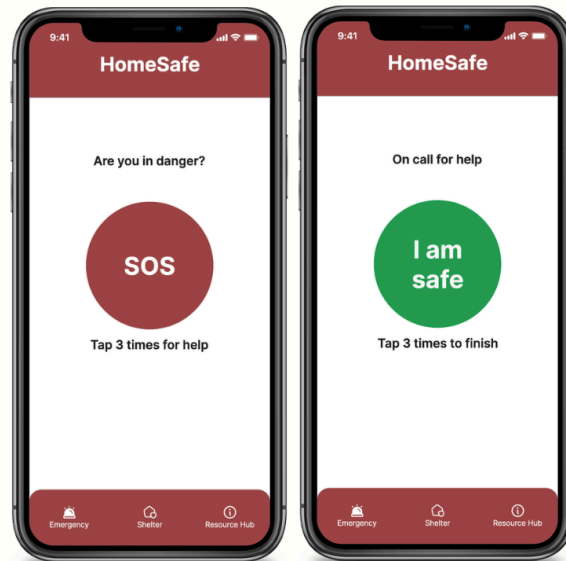 9:41
HomeSafe
Are you in danger?
SOS
Tap 3 times for help
Emergency
Shelter
Resource Hub
9:41
HomeSafe
On call for help
I am
safe
Tap 3 times to finish
Emergency
Shelter
Resource Hub